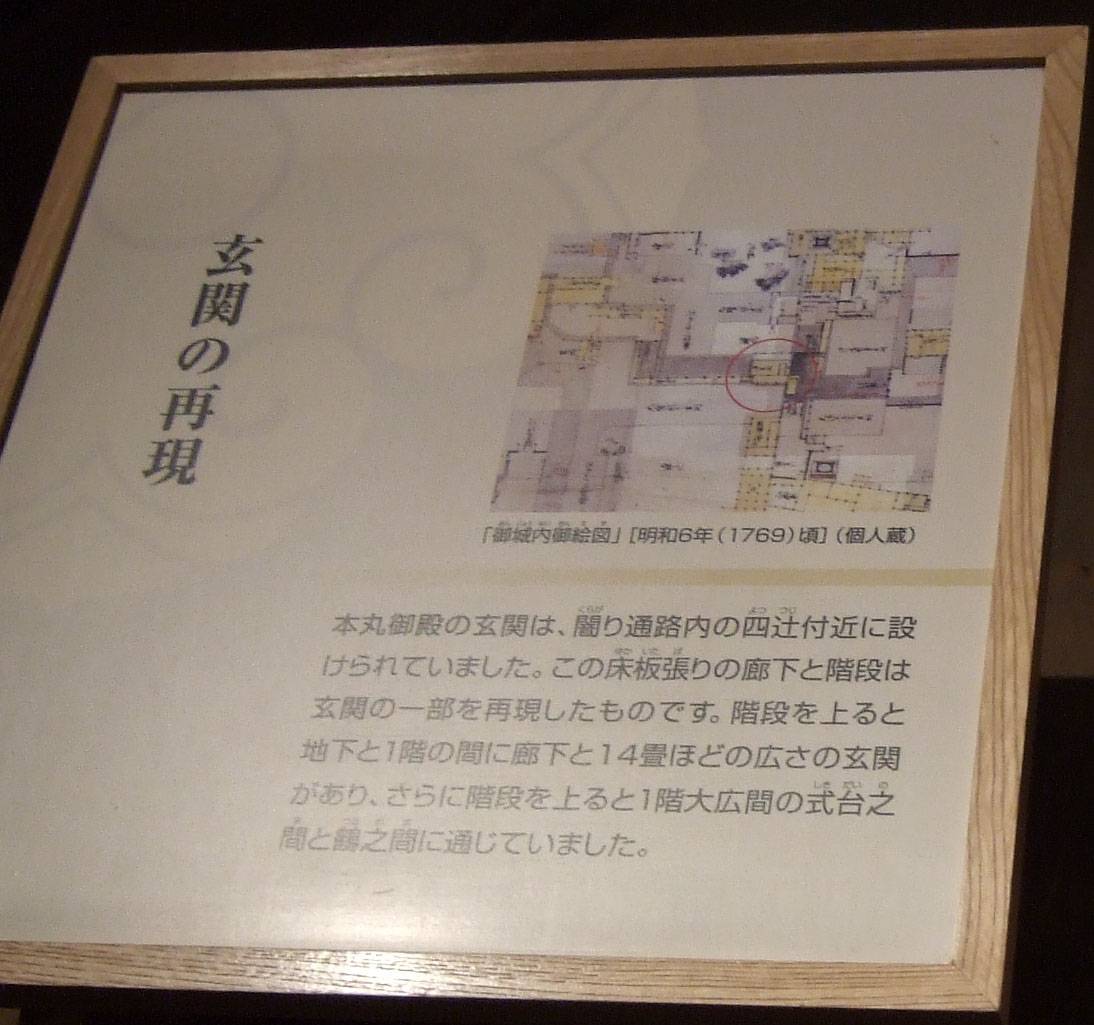 玄関の再現
「御城内御絵図」[明和6年(1769)順](個人蔵)
本丸御殿の玄関は、闇り通路内の四辻付近に設
けられていました。この床板張りの廊下と階段は
玄関の一部を再現したものです。階段を上ると
地下と1階の間に廊下と14畳ほどの広さの玄関
があり、さらに階段を上ると1階大広間の式台之
間と鶴之間に通じていました。